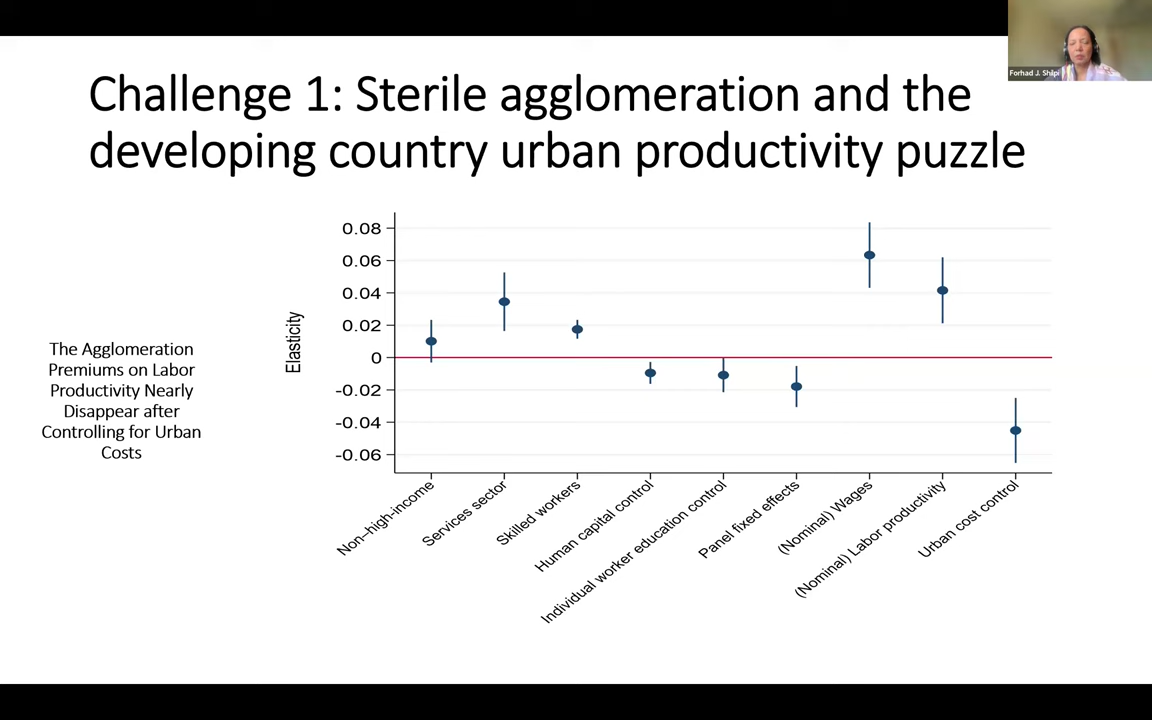 Forhad J. Shilpi
Challenge 1: Sterile agglomeration and the
developing country urban productivity puzzle
The Agglomeration
Premiums on Labor
Productivity Nearly
Disappear after
Controlling for Urban
Costs
Elasticity
0.08
0.06
0.04
0.02
0
-0.02
-0.04
-0.06
Non-high-income
Services sector
Skilled workers
Human capital control
Individual worker education control
Panel fixed effects
(Nominal) Wages
(Nominal) Labor productivity
Urban cost control